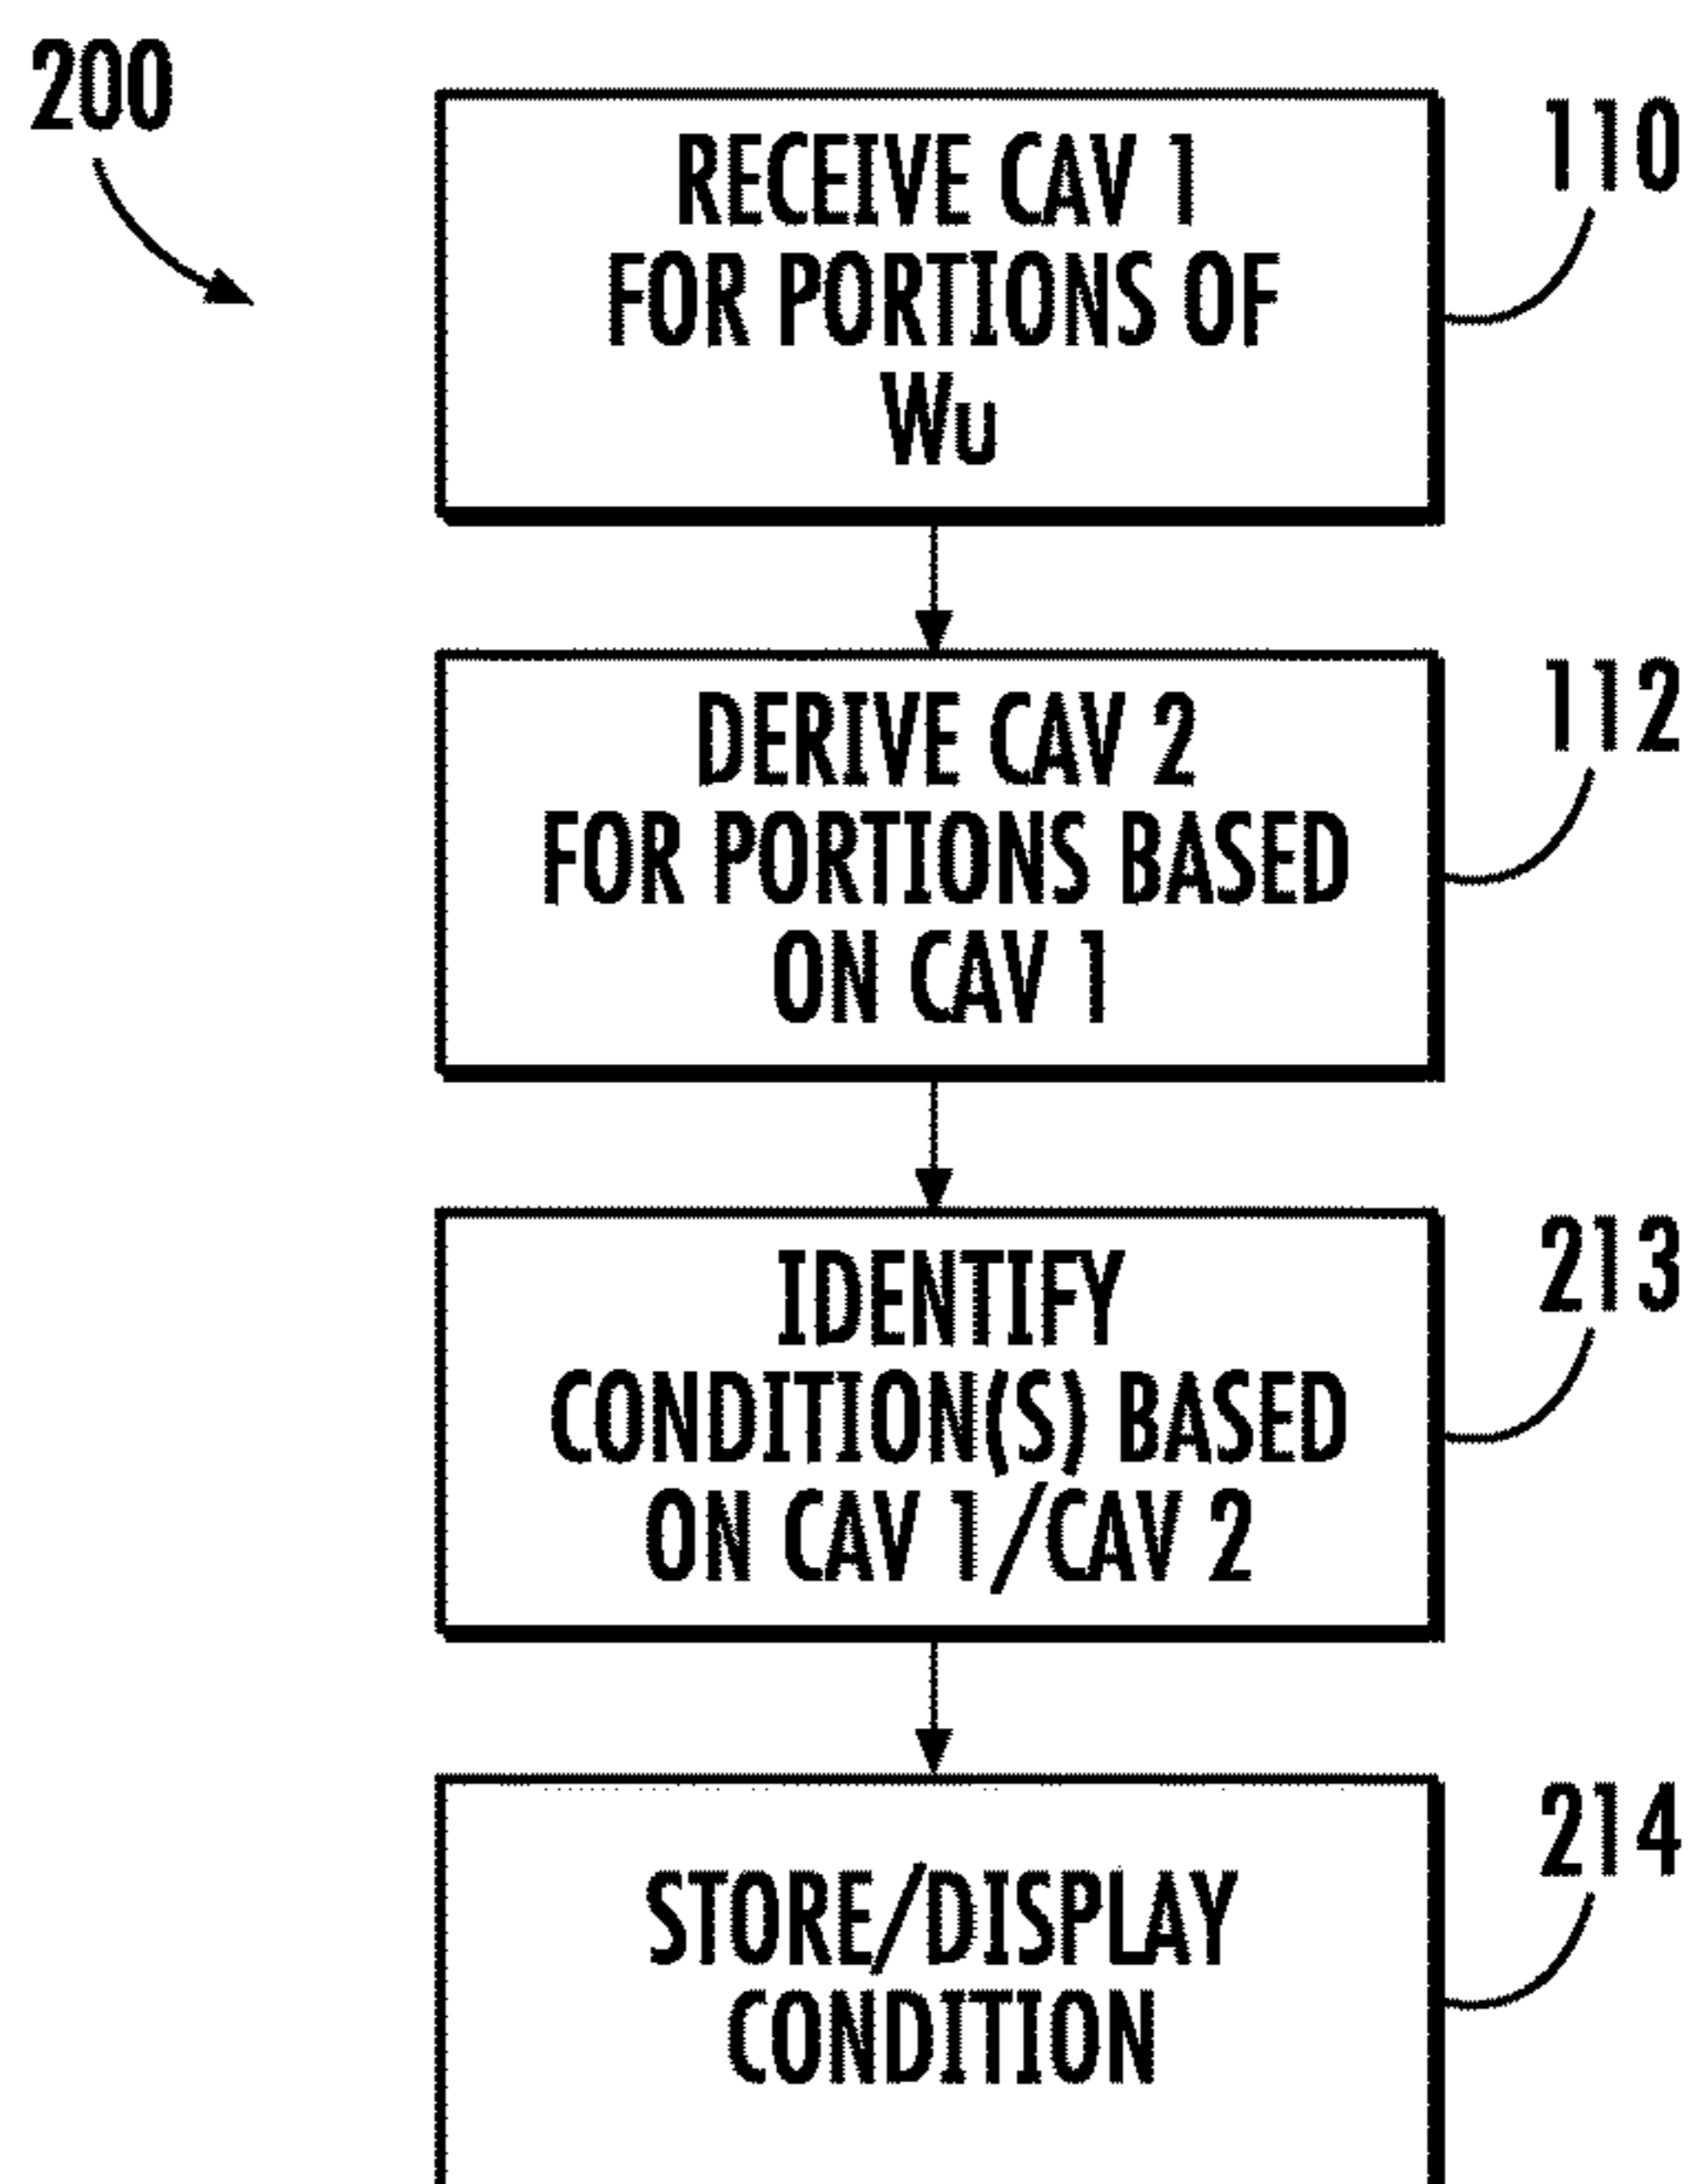 200
RECEIVE CAV 1
FOR PORTIONS OF
Wu
110
DERIVE CAV 2
FOR PORTIONS BASED
ON CAV 1
112
IDENTIFY
CONDITION(S) BASED
ON CAV 1/CAV 2
213
STORE/DISPLAY
CONDITION
214